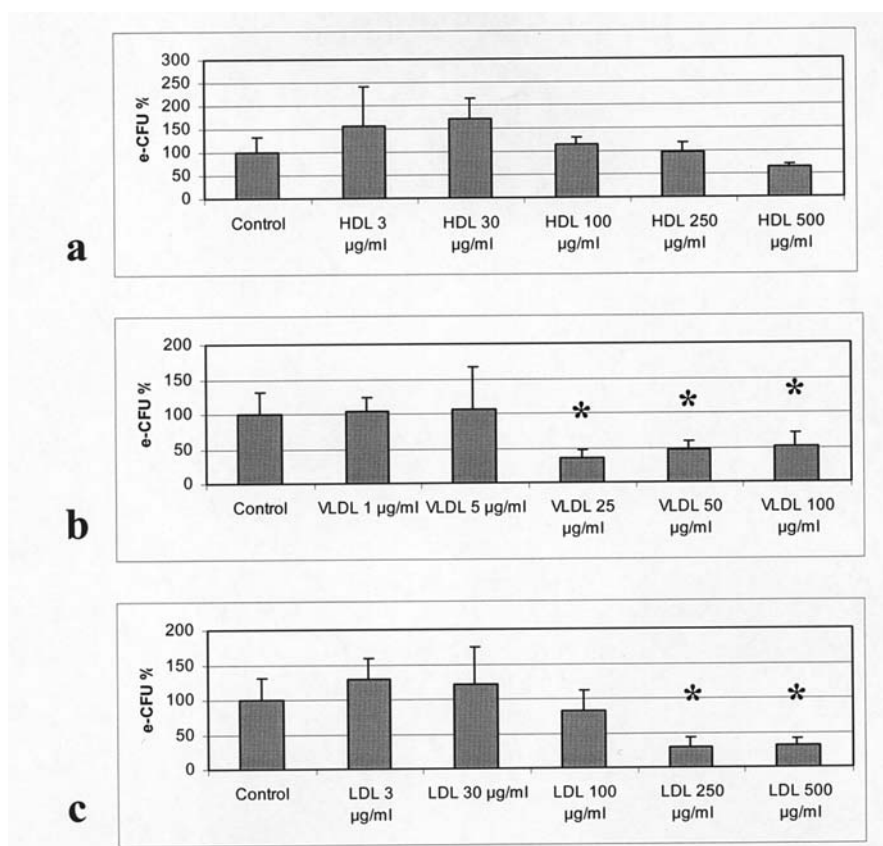 300
250
200
150
100
50
0
e-CFU %
Control
HDL 3
µg/ml
HDL 30
µg/ml
HDL 100
µg/ml
HDL 250
µg/ml
HDL 500
µg/ml
a
200
150
100
50
0
e-CFU %
* * *
Control
VLDL 1 µg/ml
VLDL 5 µg/ml
VLDL 25
µg/ml
VLDL 50
µg/ml
VLDL 100
µg/ml
b
200
150
100
50
0
e-CFU %
* *
Control
LDL 3
µg/ml
LDL 30 µg/ml
LDL 100
µg/ml
LDL 250
µg/ml
LDL 500
µg/ml
c